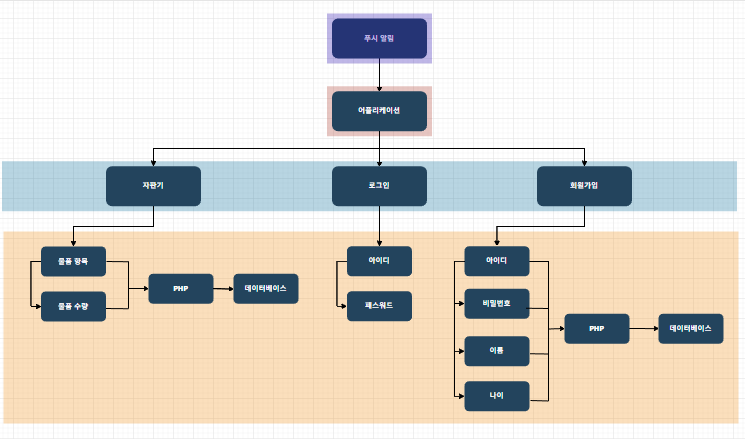 푸시 알림
어플리케이션
자판기
로그인
회원가입
물품 항목
물품 수량
PHP
데이터베이스
아이디
패스워드
아이디
비밀번호
이름
나이
PHP
데이터베이스